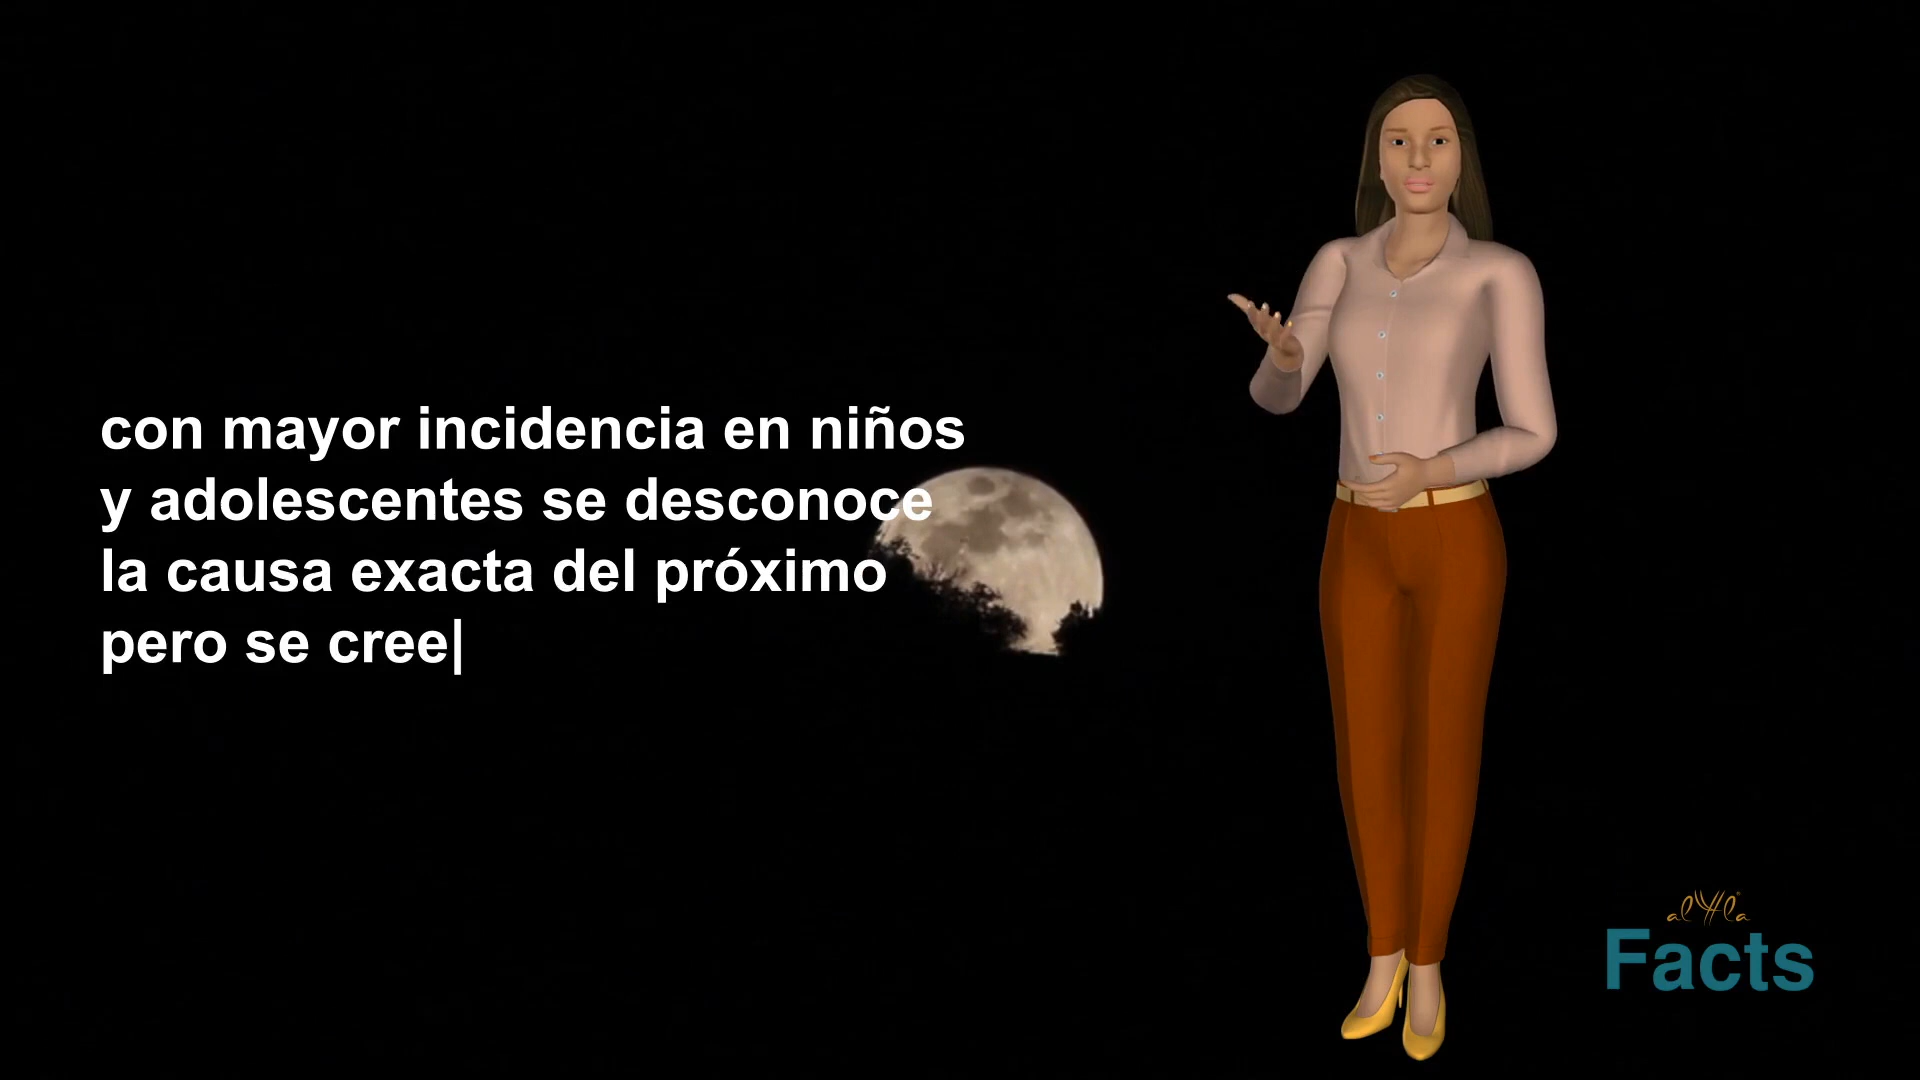 con mayor incidencia en niños
y adolescentes se desconoce
la causa exacta del próximo
pero se cree|
Facts